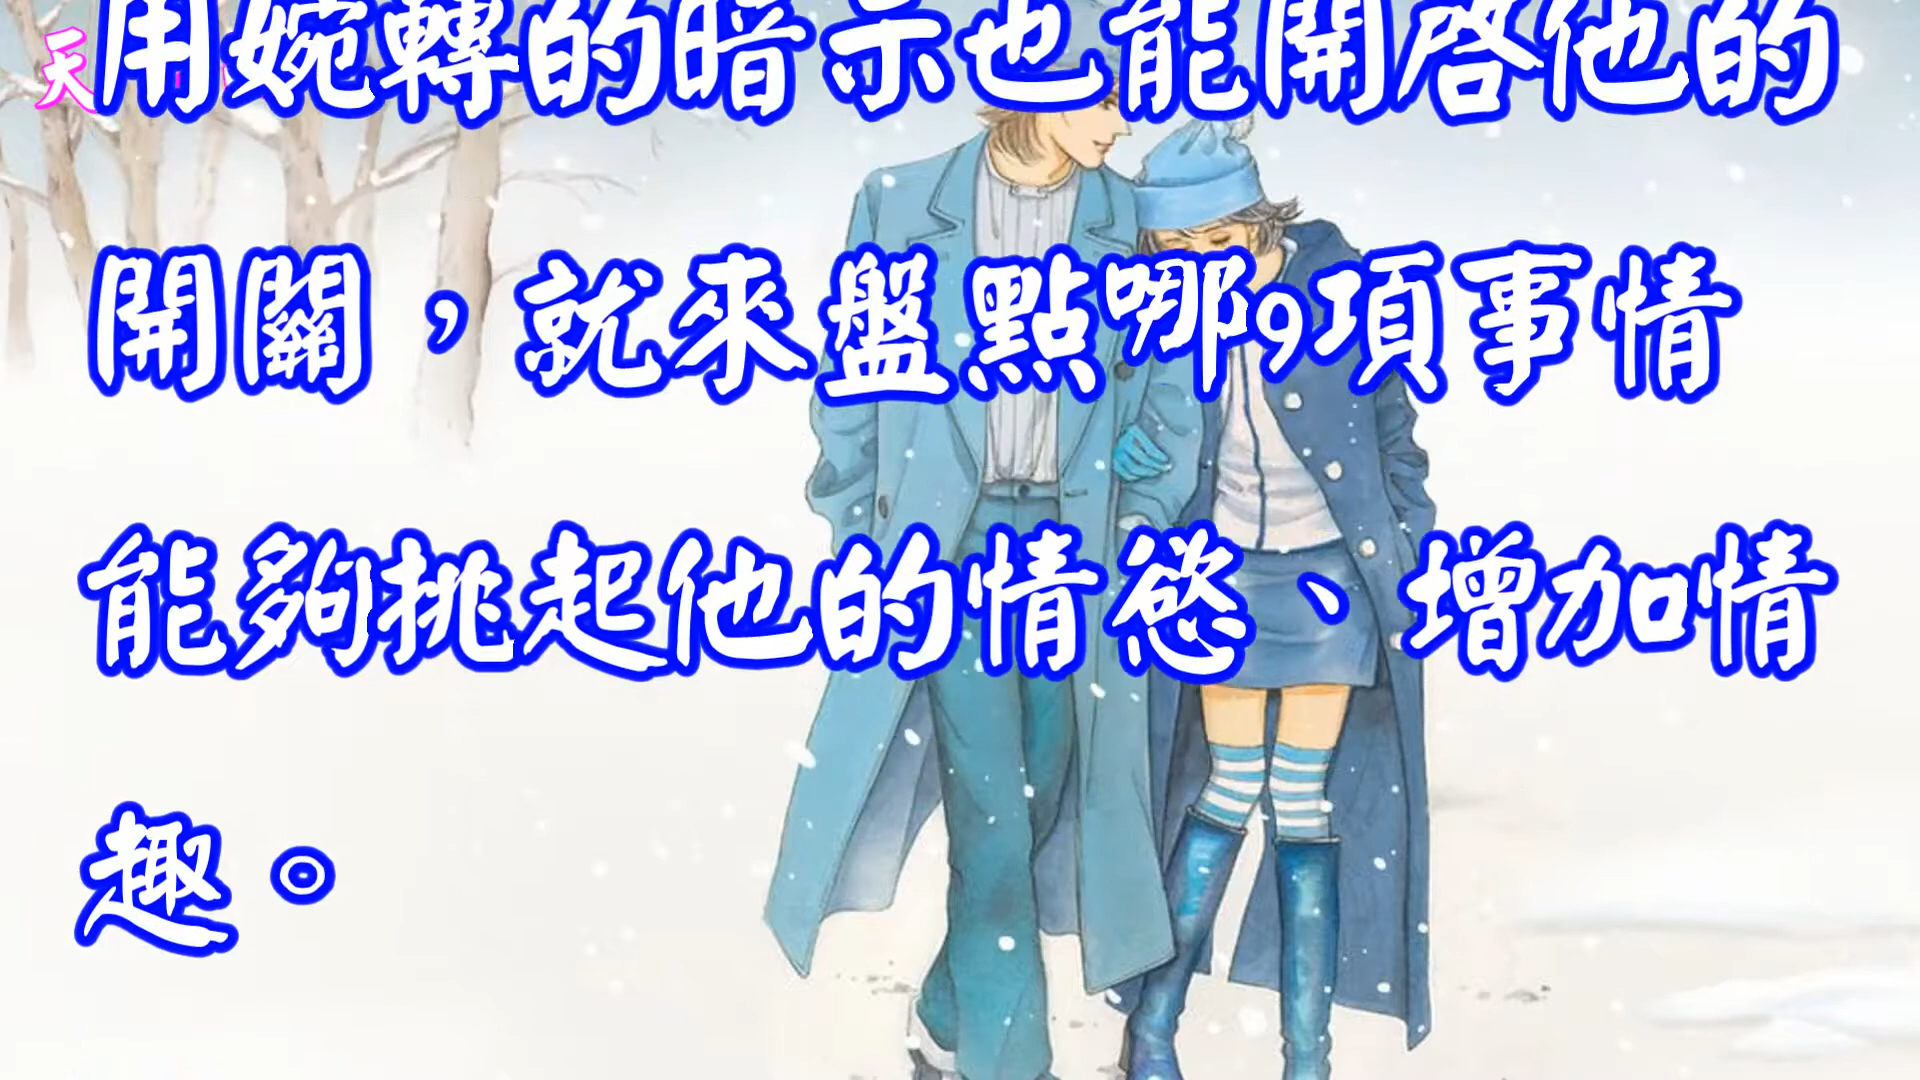 天
用婉轉的暗示也能開啓他的
開關，就來盤點哪9項事情
能夠挑起他的情慾、增加情
趣。